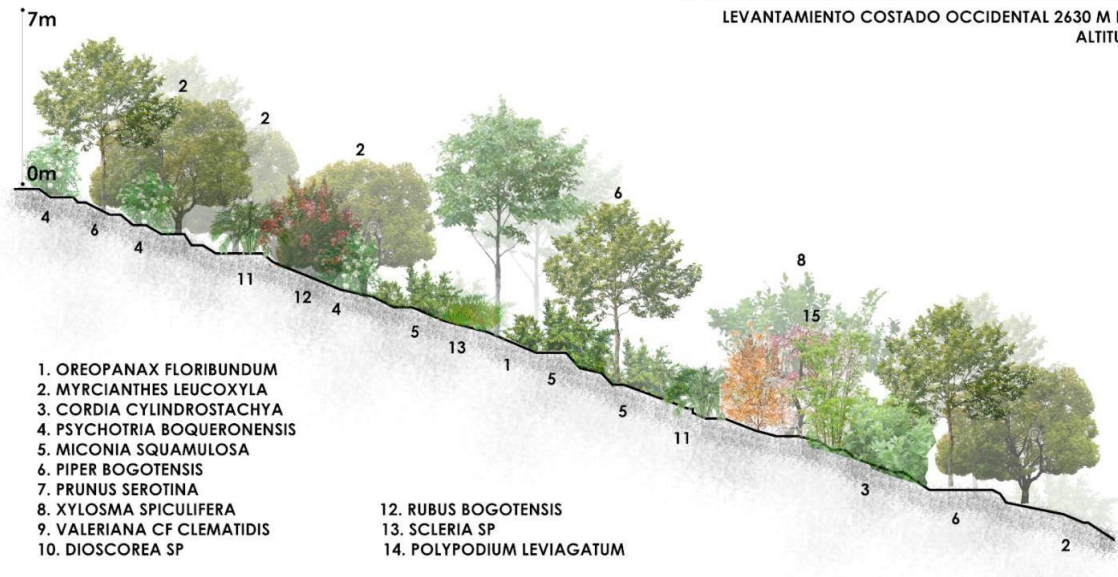 LEVANTAMIENTO COSTADO OCCIDENTAL 2630 M
7m
0m
2
2
2
6
8
15
4
6
4
11
12
4
5
13
1
5
5
11
3
6
2
1. OREOPANAX FLORIBUNDUM
2. MYRCIANTHES LEUCOXYLA
3. CORDIA CYLINDROSTACHYA
4. PSYCHOTRIA BOQUERONENSIS
5. MICONIA SQUAMULOSA
6. PIPER BOGOTENSIS
7. PRUNUS SEROTINA
8. XYLOSMA SPICULIFERA
9. VALERIANA CF CLEMATIDIS
10. DIOSCOREA SP
12. RUBUS BOGOTENSIS
13. SCLERIA SP
14. POLYPODIUM LEVIAGATUM